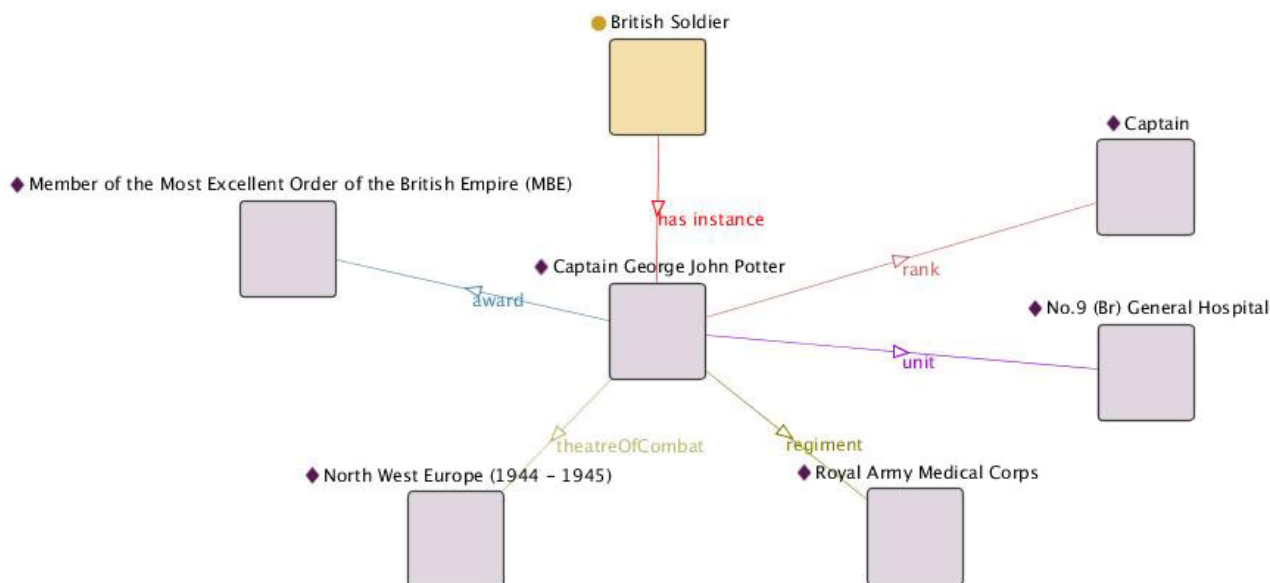 British Soldier
Captain
Member of the Most Excellent Order of the British Empire (MBE)
has instance
Captain George John Potter
rank
award
No.9 (Br) General Hospital
unit
theatreOfCombat
regiment
North West Europe (1944 – 1945)
Royal Army Medical Corps